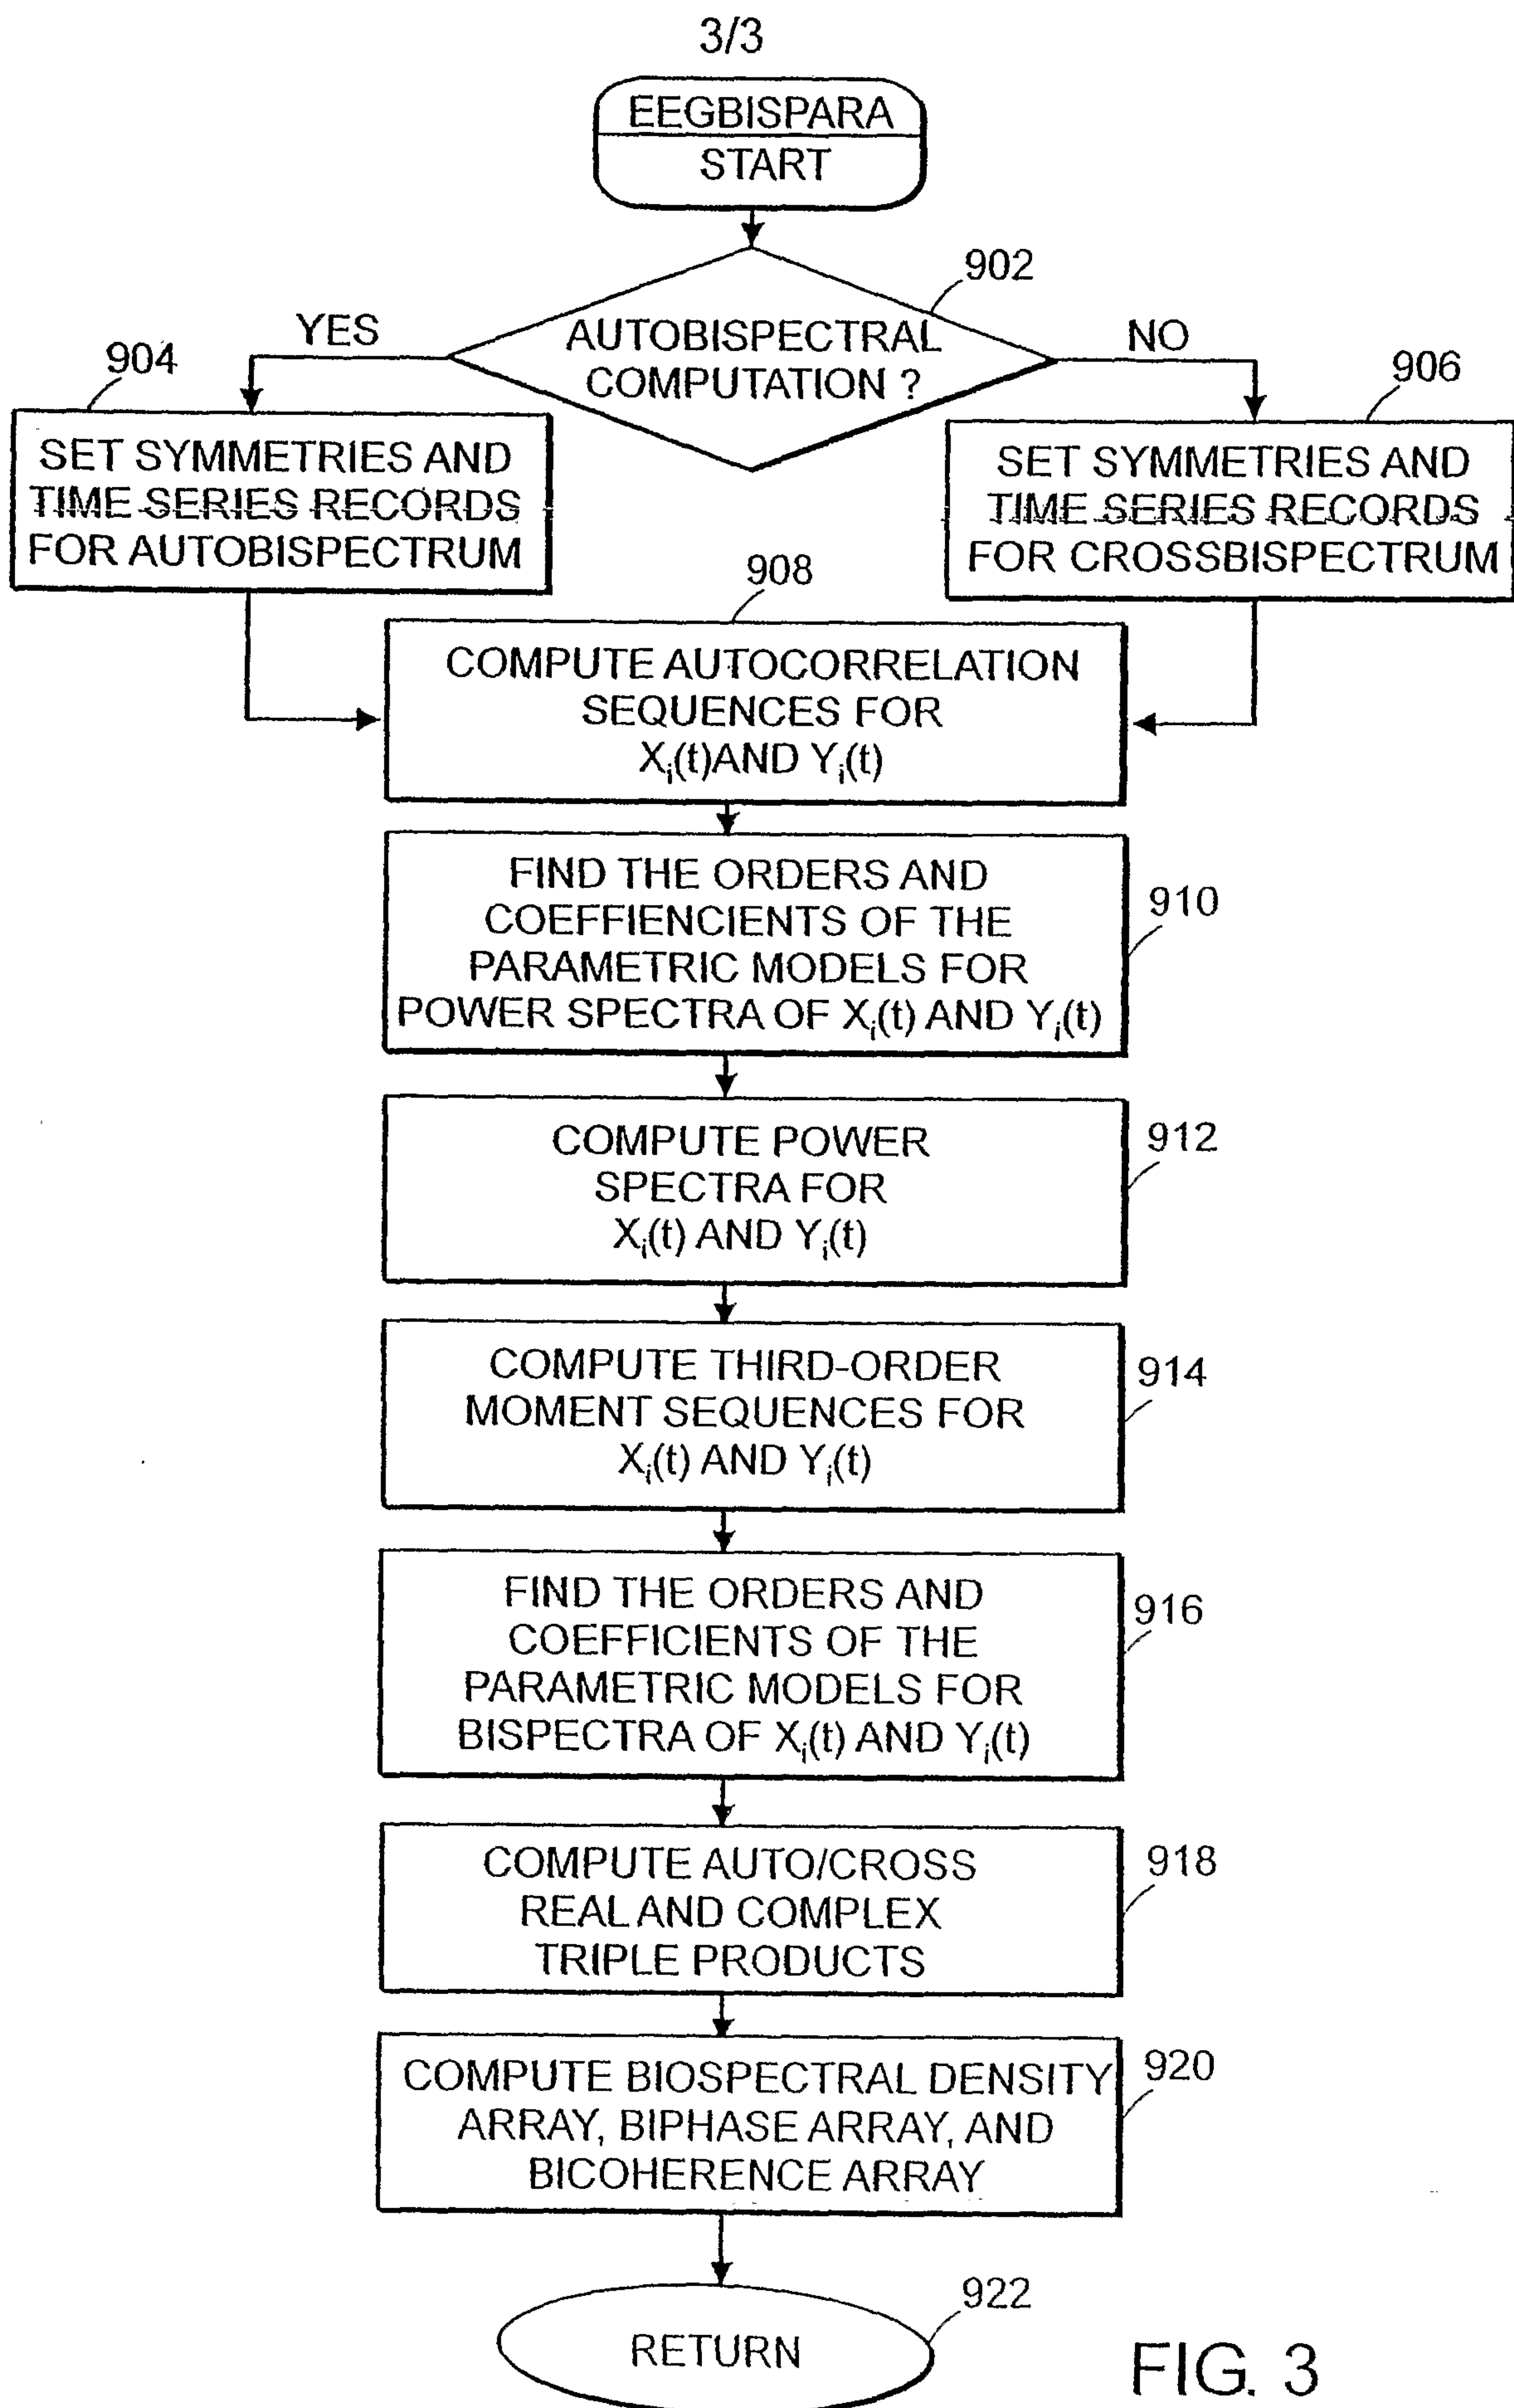 3/3
EEGBISPARA
START
902
AUTOBISPECTRAL
COMPUTATION ?
YES
NO
904
SET SYMMETRIES AND
TIME SERIES RECORDS
FOR AUTOBISPECTRUM
906
SET SYMMETRIES AND
TIME SERIES RECORDS
FOR CROSSBISPECTRUM
908
COMPUTE AUTOCORRELATION
SEQUENCES FOR
Xi(t)AND Yi(t)
910
FIND THE ORDERS AND
COEFFIENCIENTS OF THE
PARAMETRIC MODELS FOR
POWER SPECTRA OF Xi(t) AND Yi(t)
912
COMPUTE POWER
SPECTRA FOR
Xi(t) AND Yi(t)
914
COMPUTE THIRD-ORDER
MOMENT SEQUENCES FOR
Xi(t) AND Yi(t)
916
FIND THE ORDERS AND
COEFFICIENTS OF THE
PARAMETRIC MODELS FOR
BISPECTRA OF Xi(t) AND Yi(t)
918
COMPUTE AUTO/CROSS
REAL AND COMPLEX
TRIPLE PRODUCTS
920
COMPUTE BIOSPECTRAL DENSITY
ARRAY, BIPHASE ARRAY, AND
BICOHERENCE ARRAY
922
RETURN
FIG. 3